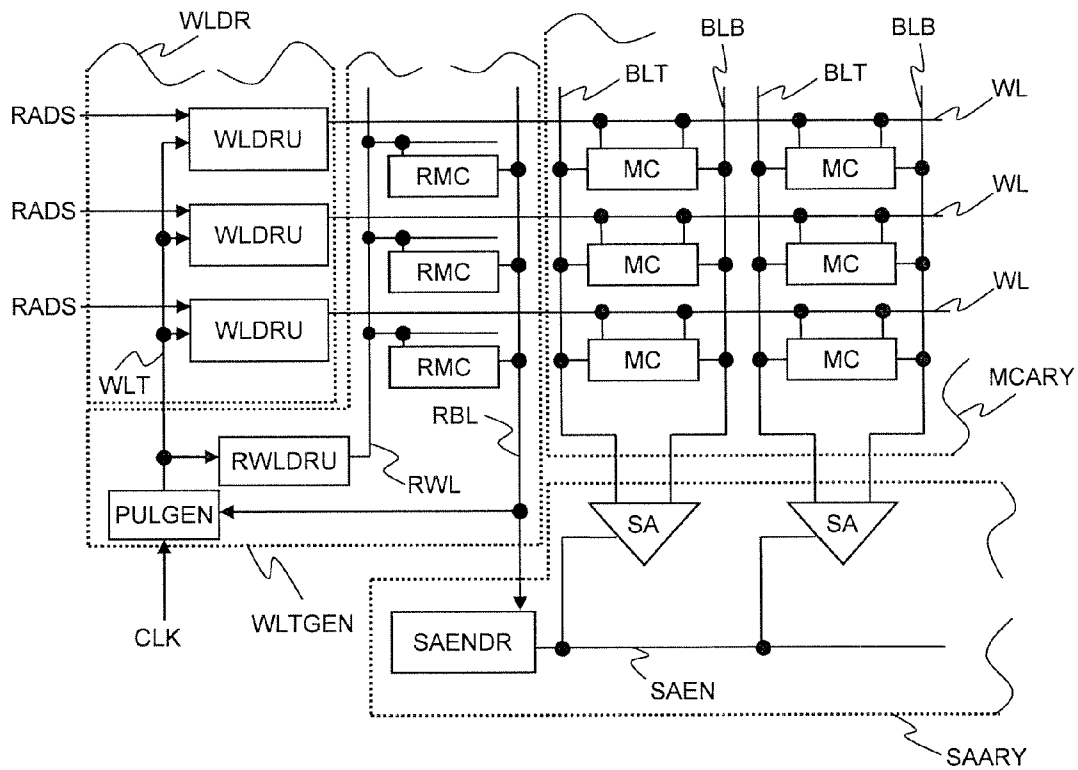 WLDR
BLB
BLB
BLT
BLT
RADS
WLDRU
WL
RMC
MC
MC
RADS
WLDRU
WL
RMC
MC
MC
RADS
WLDRU
WL
RMC
MC
MC
WLT
MCARY
RBL
RWLDRU
RWL
PULGEN
SA
SA
CLK
WLTGEN
SAENDR
SAEN
SAARY